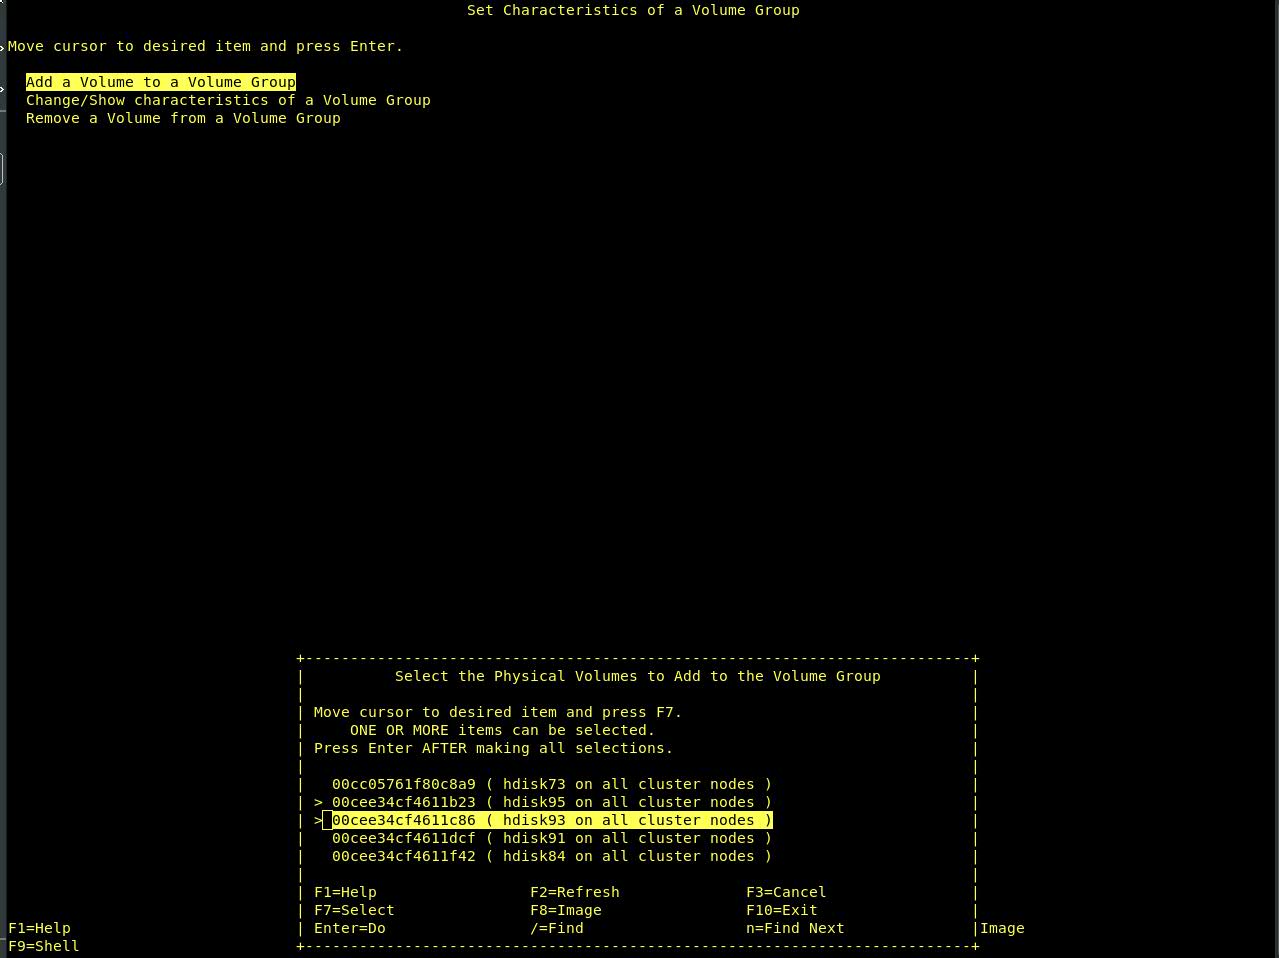 Set Characteristics of a Volume Group
Move cursor to desired item and press Enter.
Add a Volume to a Volume Group
Change/Show characteristics of a Volume Group
Remove a Volume from a Volume Group
+--------------------------------------------------------------------------+
| Select the Physical Volumes to Add to the Volume Group |
| |
| Move cursor to desired item and press F7. |
| ONE OR MORE items can be selected. |
| Press Enter AFTER making all selections. |
| |
| 00cc05761f80c8a9 ( hdisk73 on all cluster nodes ) |
| > 00cee34cf4611b23 ( hdisk95 on all cluster nodes ) |
| > 00cee34cf4611c86 ( hdisk93 on all cluster nodes ) |
| 00cee34cf4611dcf ( hdisk91 on all cluster nodes ) |
| 00cee34cf4611f42 ( hdisk84 on all cluster nodes ) |
| |
| F1=Help F2=Refresh F3=Cancel |
| F7=Select F8=Image F10=Exit |
F1=Help | Enter=Do /=Find n=Find Next |Image
F9=Shell +--------------------------------------------------------------------------+